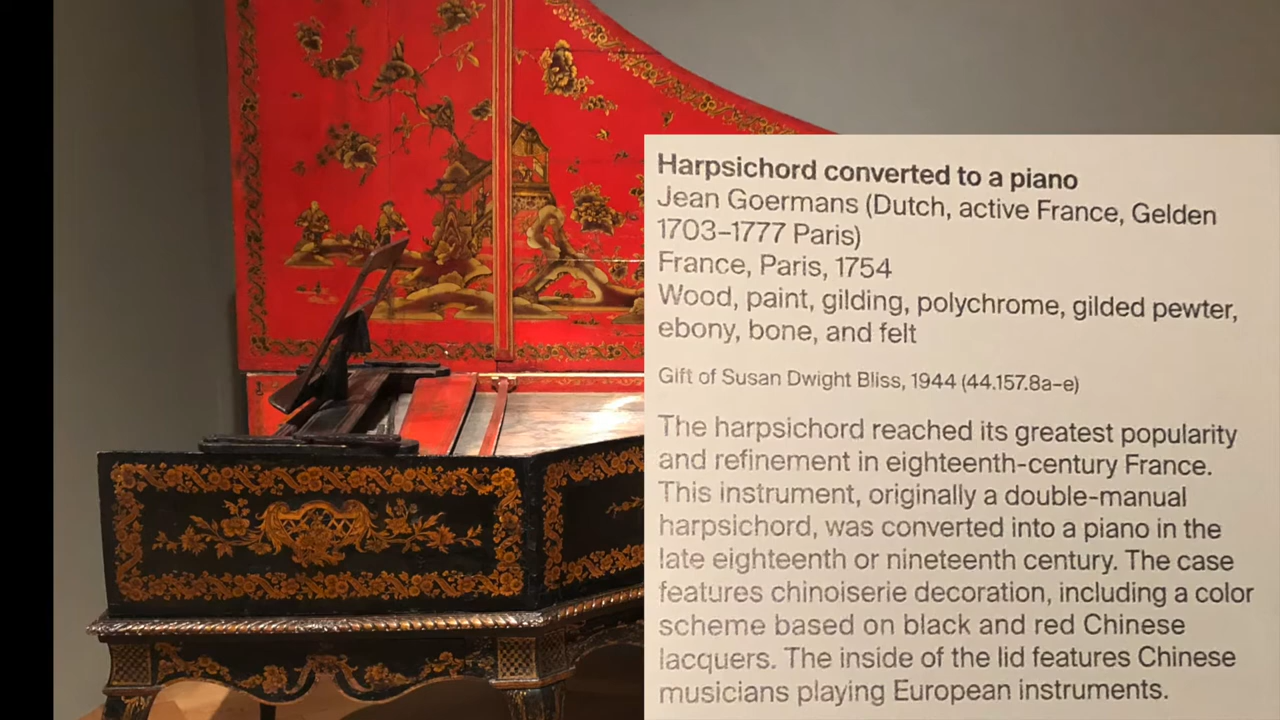 Harpsichord converted to a piano
Jean Goermans (Dutch, active France, Gelden
1703–1777 Paris)
France, Paris, 1754
Wood, paint, gilding, polychrome, gilded pewter,
ebony, bone, and felt
Gift of Susan Dwight Bliss, 1944 (44.157.8a–e)
The harpsichord reached its greatest popularity
and refinement in eighteenth-century France.
This instrument, originally a double-manual
harpsichord, was converted into a piano in the
late eighteenth or nineteenth century. The case
features chinoiserie decoration, including a color
scheme based on black and red Chinese
lacquers. The inside of the lid features Chinese
musicians playing European instruments.